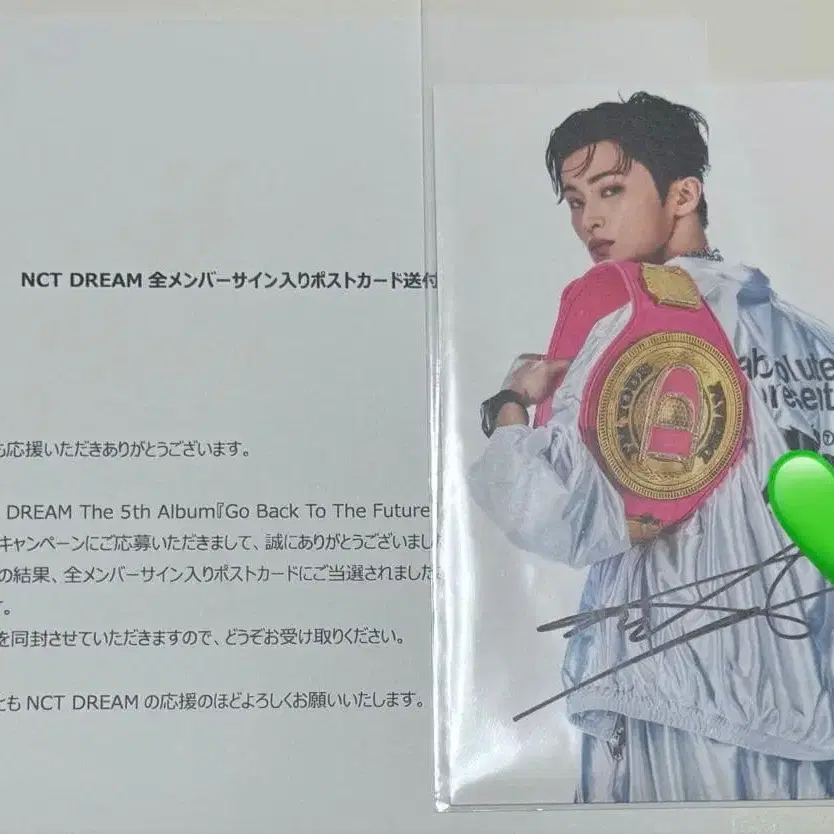 NCT DREAM 全メンバーサイン入りポストカード送付
も応援いただきありがとうございます。
DREAM The 5th Album『Go Back To The Future
キャンペーンにご応募いただきまして、誠にありがとうございまし
の結果、全メンバーサイン入りポストカードにご当選されました
。
を同封させていただきますので、どうぞお受け取りください。
とも NCT DREAM の応援のほどよろしくお願いいたします。
absolute